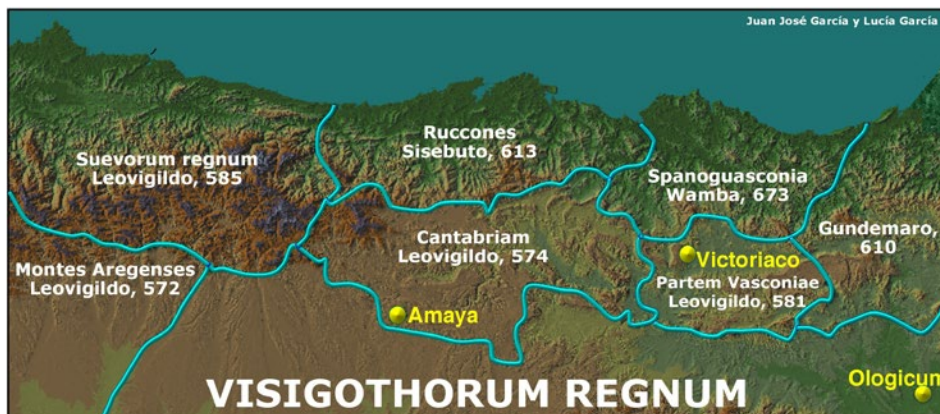 Juan José García y Lucía García
Ruccones
Sisebuto, 613
Suevorum regnum
Leovigildo, 585
Spanoguasconia
Wamba, 673
Gundemaro,
610
Cantabriam
Leovigildo, 574
Victoriaco
Montes Aregenses
Leovigildo, 572
Partem Vasconiae
Leovigildo, 581
Amaya
Ologicum
VISIGOTHORUM REGNUM